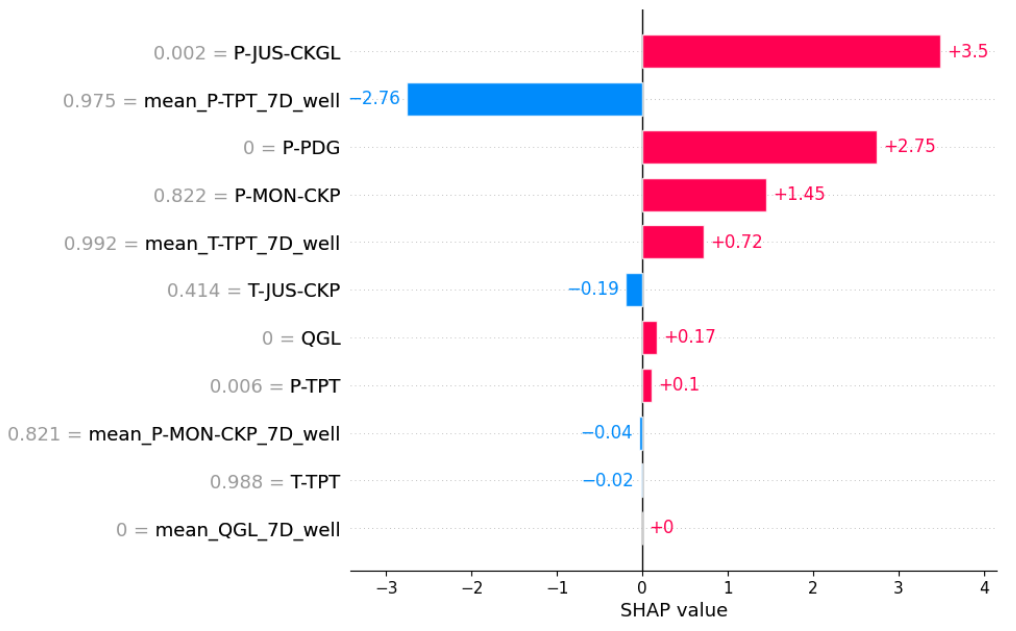 0.002 = P-JUS-CKGL +3.5
0.975 = mean_P-TPT_7D_well −2.76
0 = P-PDG +2.75
0.822 = P-MON-CKP +1.45
0.992 = mean_T-TPT_7D_well +0.72
0.414 = T-JUS-CKP −0.19
0 = QGL +0.17
0.006 = P-TPT +0.1
0.821 = mean_P-MON-CKP_7D_well −0.04
0.988 = T-TPT −0.02
0 = mean_QGL_7D_well +0
−3 −2 −1 0 1 2 3 4
SHAP value